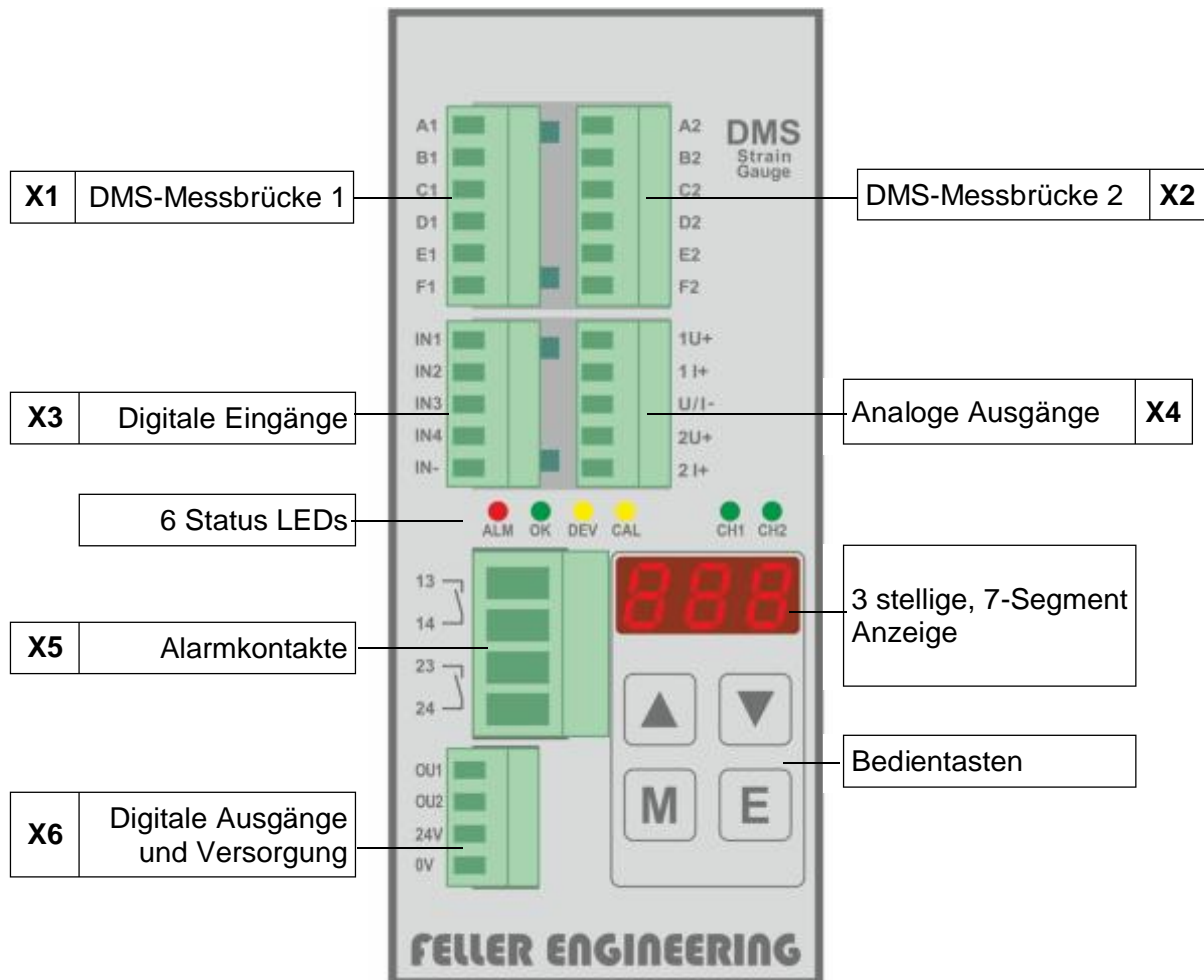 A1
B1
C1
D1
E1
F1
A2
B2
C2
D2
E2
F2
DMS
Strain
Gauge
X1 DMS-Messbrücke 1
DMS-Messbrücke 2 X2
IN1
IN2
IN3
IN4
IN-
1U+
1 I+
U/I-
2U+
2 I+
X3 Digitale Eingänge
Analoge Ausgänge X4
6 Status LEDs
ALM OK DEV CAL CH1 CH2
13
14
23
24
X5 Alarmkontakte
888
3 stellige, 7-Segment
Anzeige
Bedientasten
M E
OU1
OU2
24V
0V
X6 Digitale Ausgänge
und Versorgung
FELLER ENGINEERING